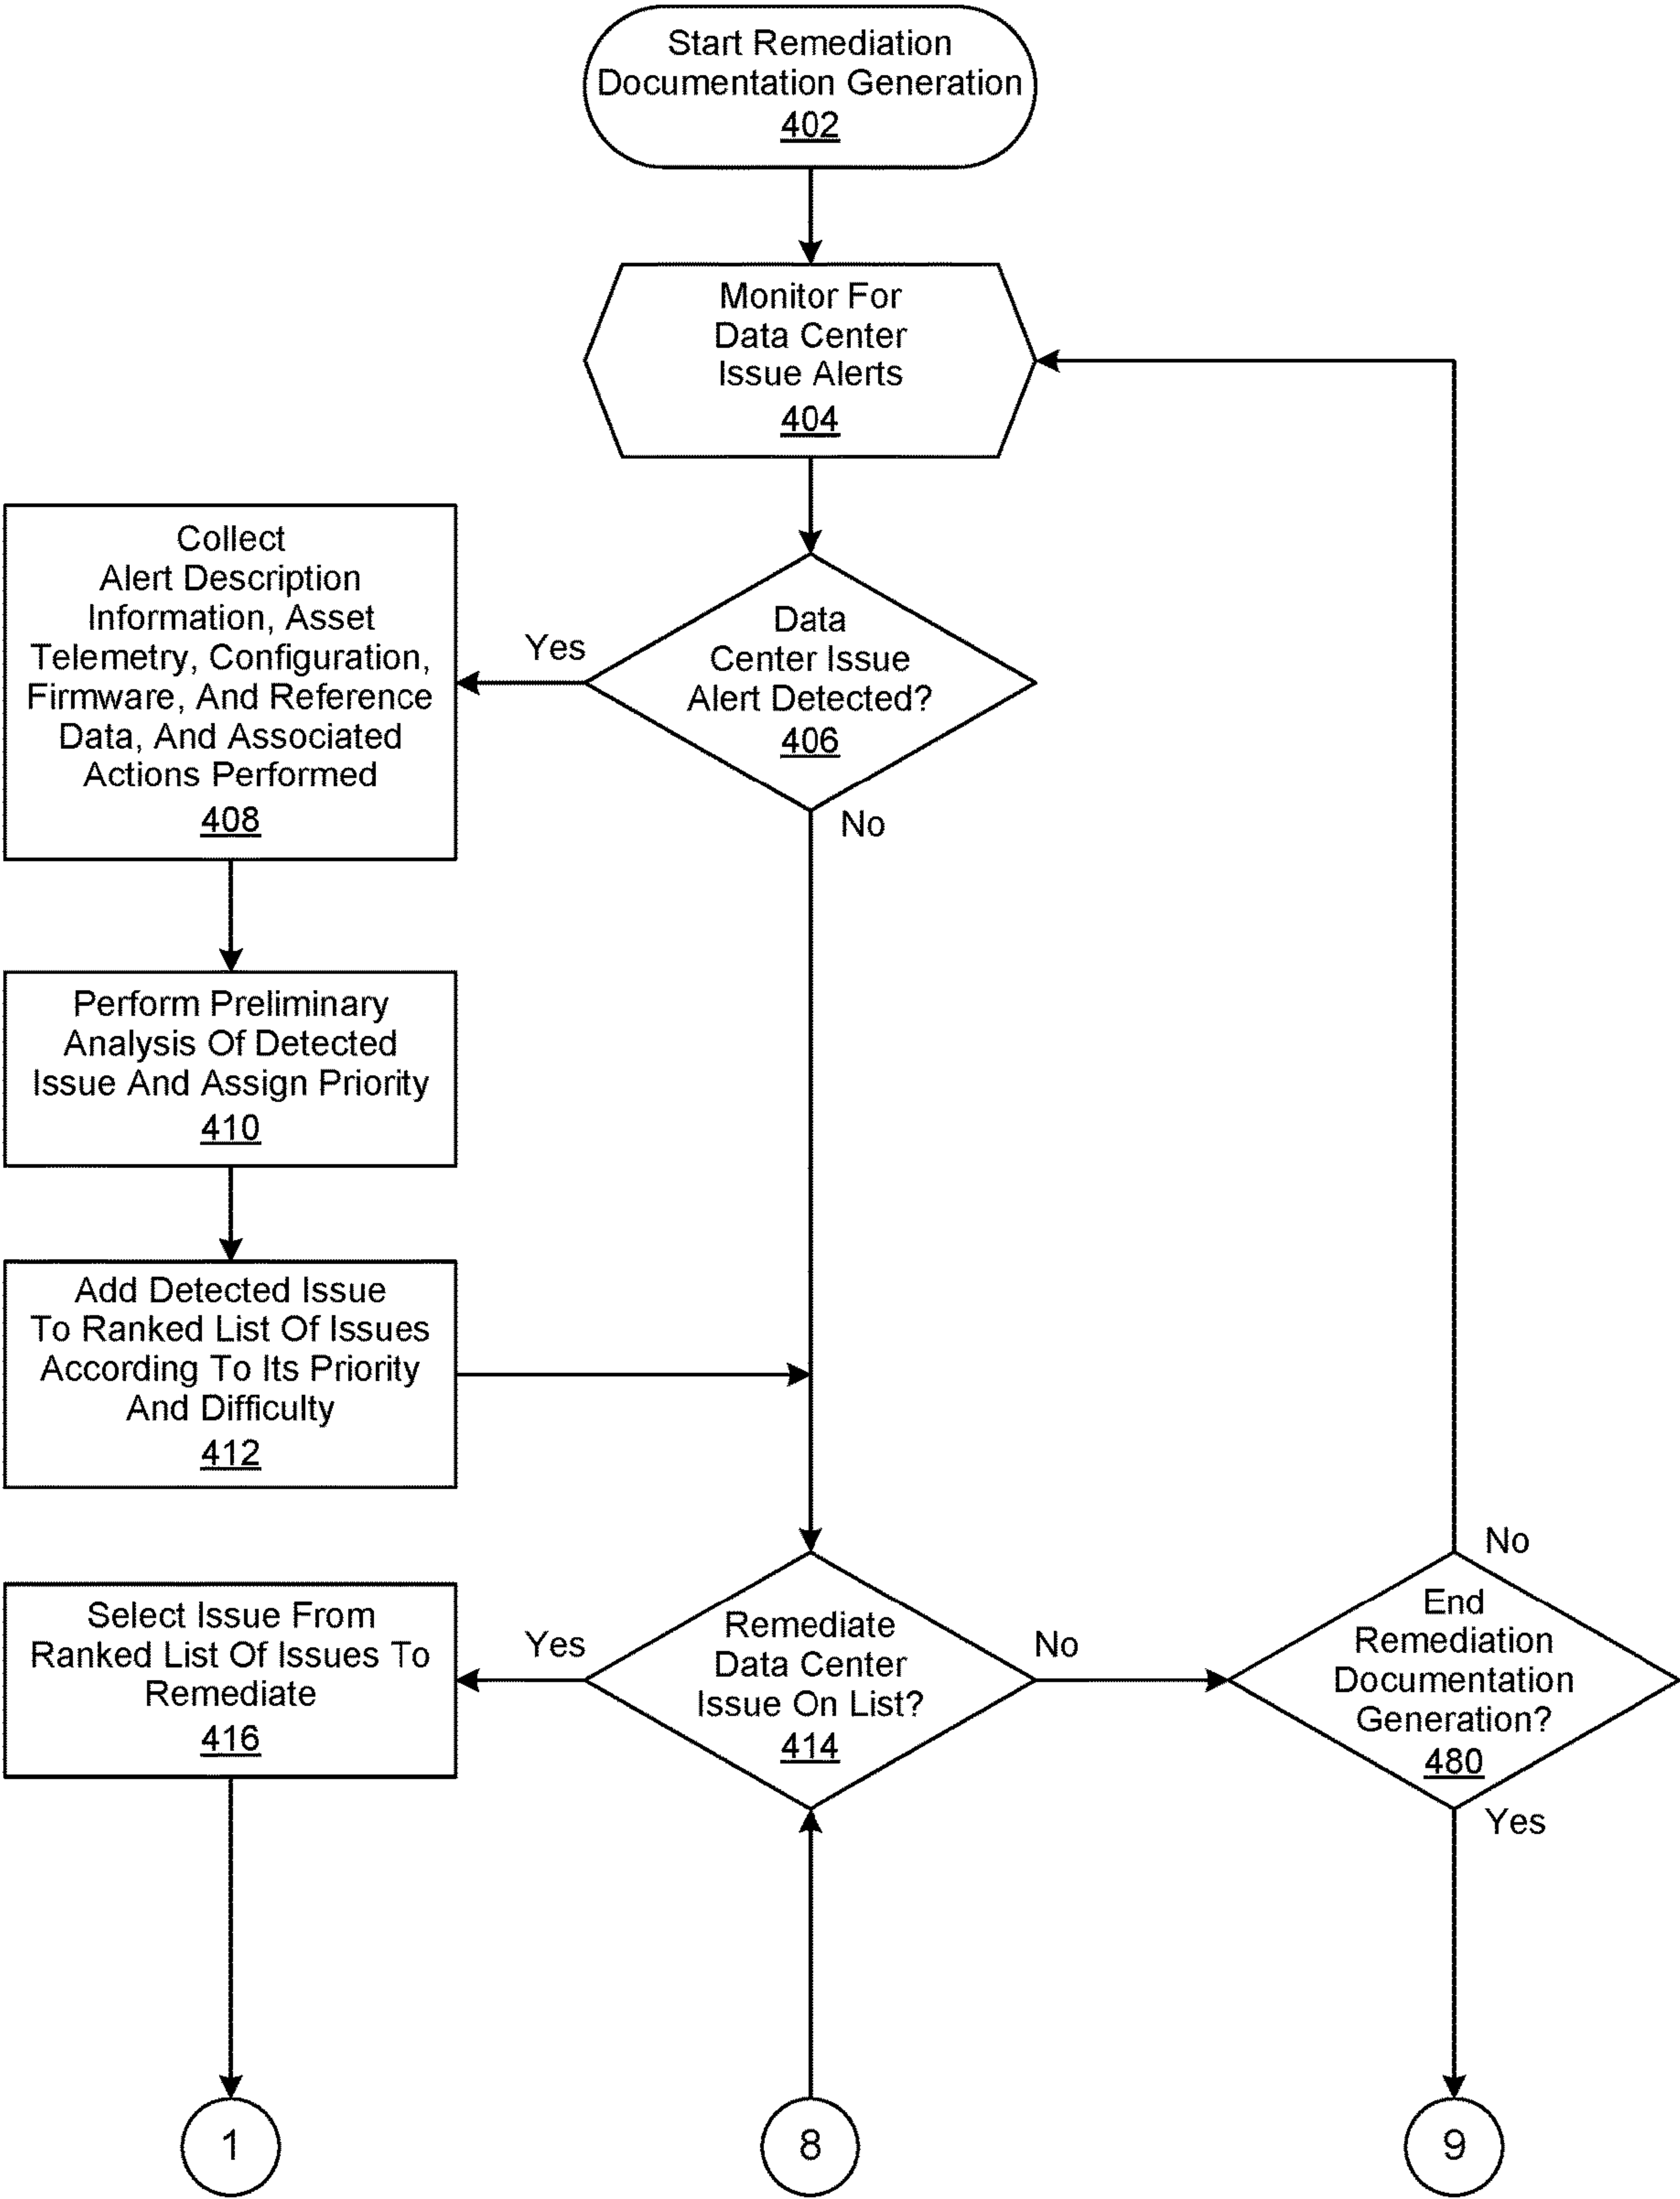 Start Remediation
Documentation Generation
402
Monitor For
Data Center
Issue Alerts
404
Collect
Alert Description
Information, Asset
Telemetry, Configuration,
Firmware, And Reference
Data, And Associated
Actions Performed
408
Yes
Data
Center Issue
Alert Detected?
406
No
Perform Preliminary
Analysis Of Detected
Issue And Assign Priority
410
Add Detected Issue
To Ranked List Of Issues
According To Its Priority
And Difficulty
412
Select Issue From
Ranked List Of Issues To
Remediate
416
Yes
Remediate
Data Center
Issue On List?
414
No
No
End
Remediation
Documentation
Generation?
480
Yes
1
8
9